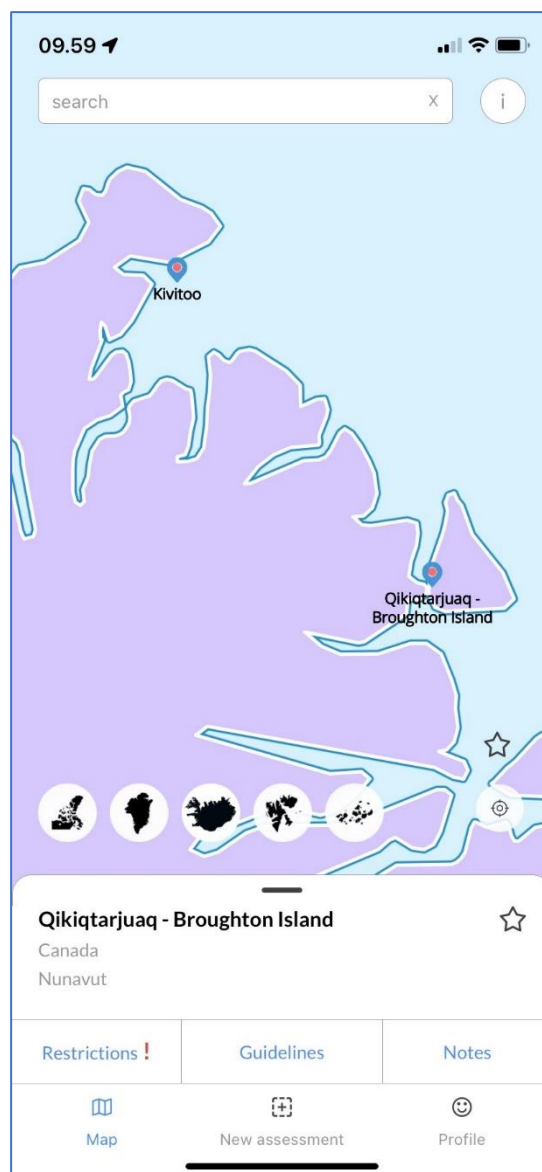 09.59
search X
i
Kivitoo
Qikiqtarjuaq -
Broughton Island
Qikiqtarjuaq - Broughton Island
Canada
Nunavut
Restrictions ! Guidelines Notes
Map New assessment Profile